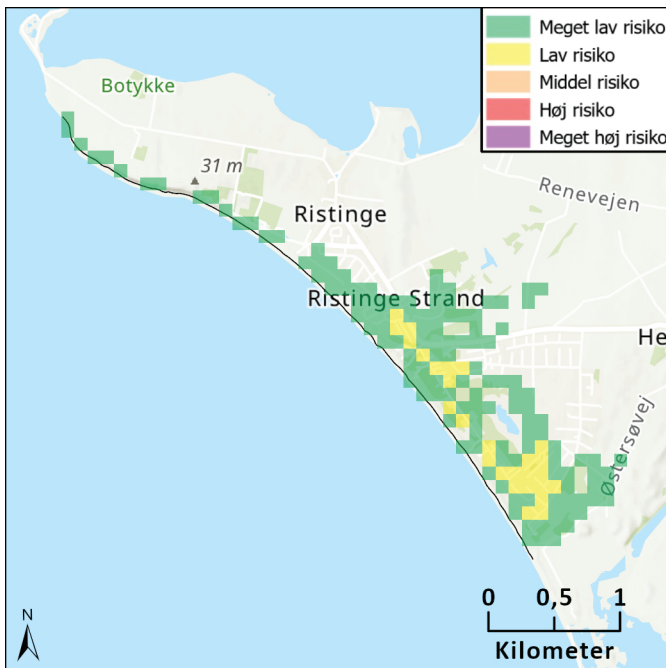 Meget lav risiko
Lav risiko
Middel risiko
Høj risiko
Meget høj risiko
Botykke
31 m
Renevejen
Ristinge
Ristinge Strand
He
Østersøvej
N
0 0,5 1
Kilometer